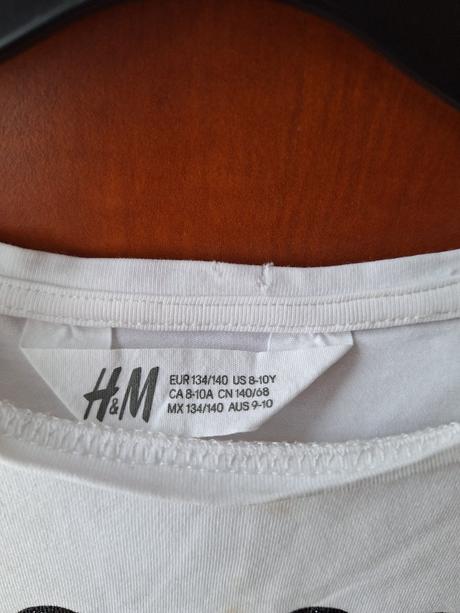 H&M
EUR 134/140 US 8-10Y
CA 8-10A CN 140/68
MX 134/140 AUS 9-10